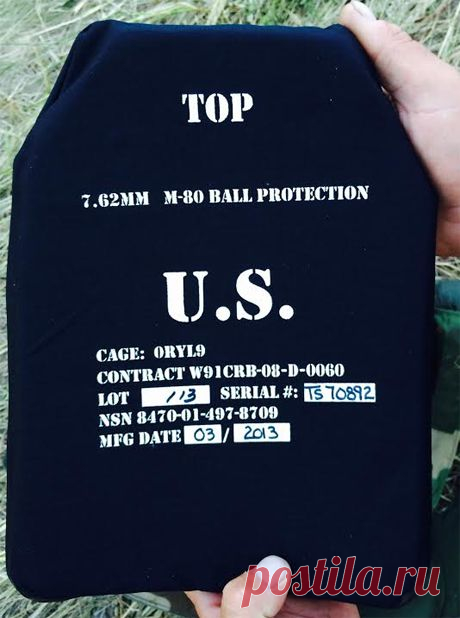 TOP
7.62MM M-80 BALL PROTECTION
U.S.
CAGE: 0RYL9
CONTRACT W91CRB-08-D-0060
LOT 113 SERIAL #: TS70892
NSN 8470-01-497-8709
MFG DATE 03/ 2013
postila.ru